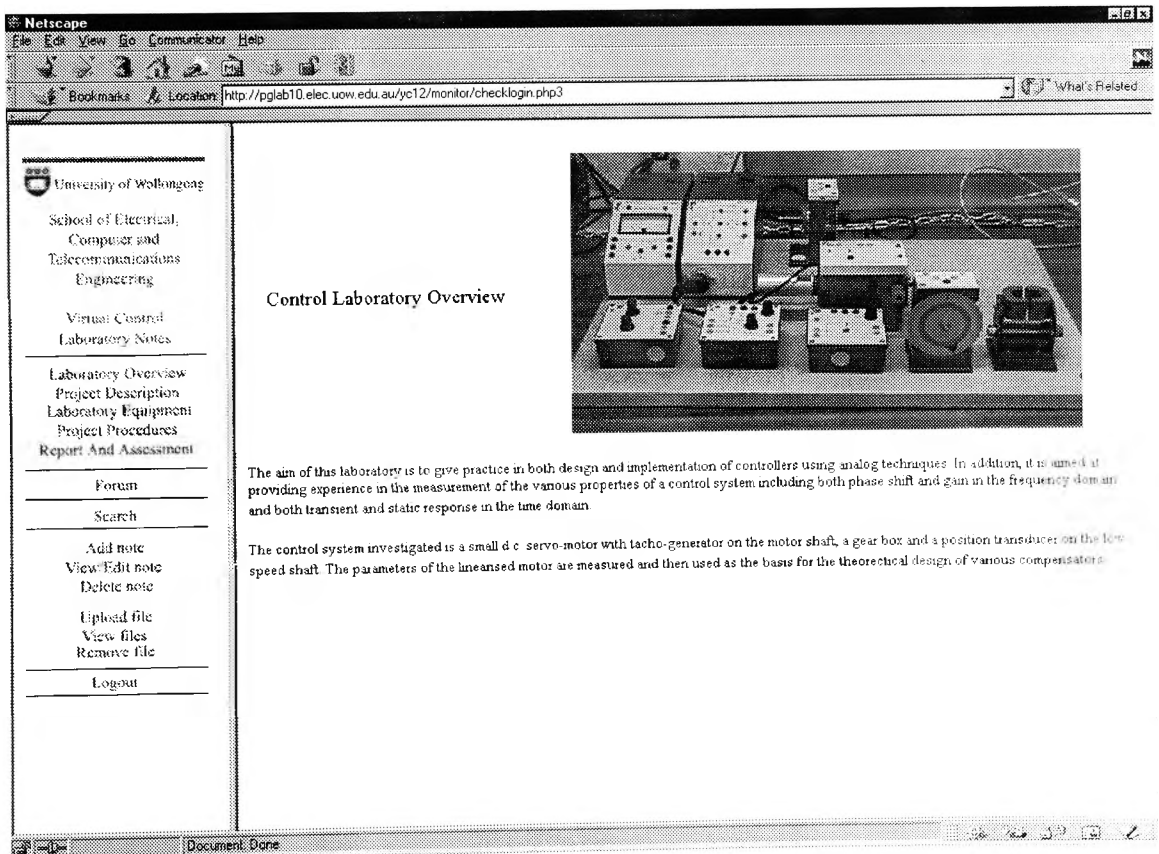 Netscape
File Edit View Go Communicator Help
My
Bookmarks Location: http://pglab10.elec.uow.edu.au/yc12/monitor/checklogin.php3 What's Related
University of Wollongong
School of Electrical,
Computer and
Telecommunications
Engineering
Virtual Control
Laboratory Notes
Laboratory Overview
Project Description
Laboratory Equipment
Project Procedures
Report And Assessment
Forum
Search
Add note
View/Edit note
Delete note
Upload file
View files
Remove file
Logout
Control Laboratory Overview
The aim of this laboratory is to give practice in both design and implementation of controllers using analog techniques. In addition, it is aimed at
providing experience in the measurement of the various properties of a control system including both phase shift and gain in the frequency domain
and both transient and static response in the time domain.
The control system investigated is a small d.c. servo-motor with tacho-generator on the motor shaft, a gear box and a position transducer on the low
speed shaft. The parameters of the linearised motor are measured and then used as the basis for the theorectical design of various compensators.
Document: Done